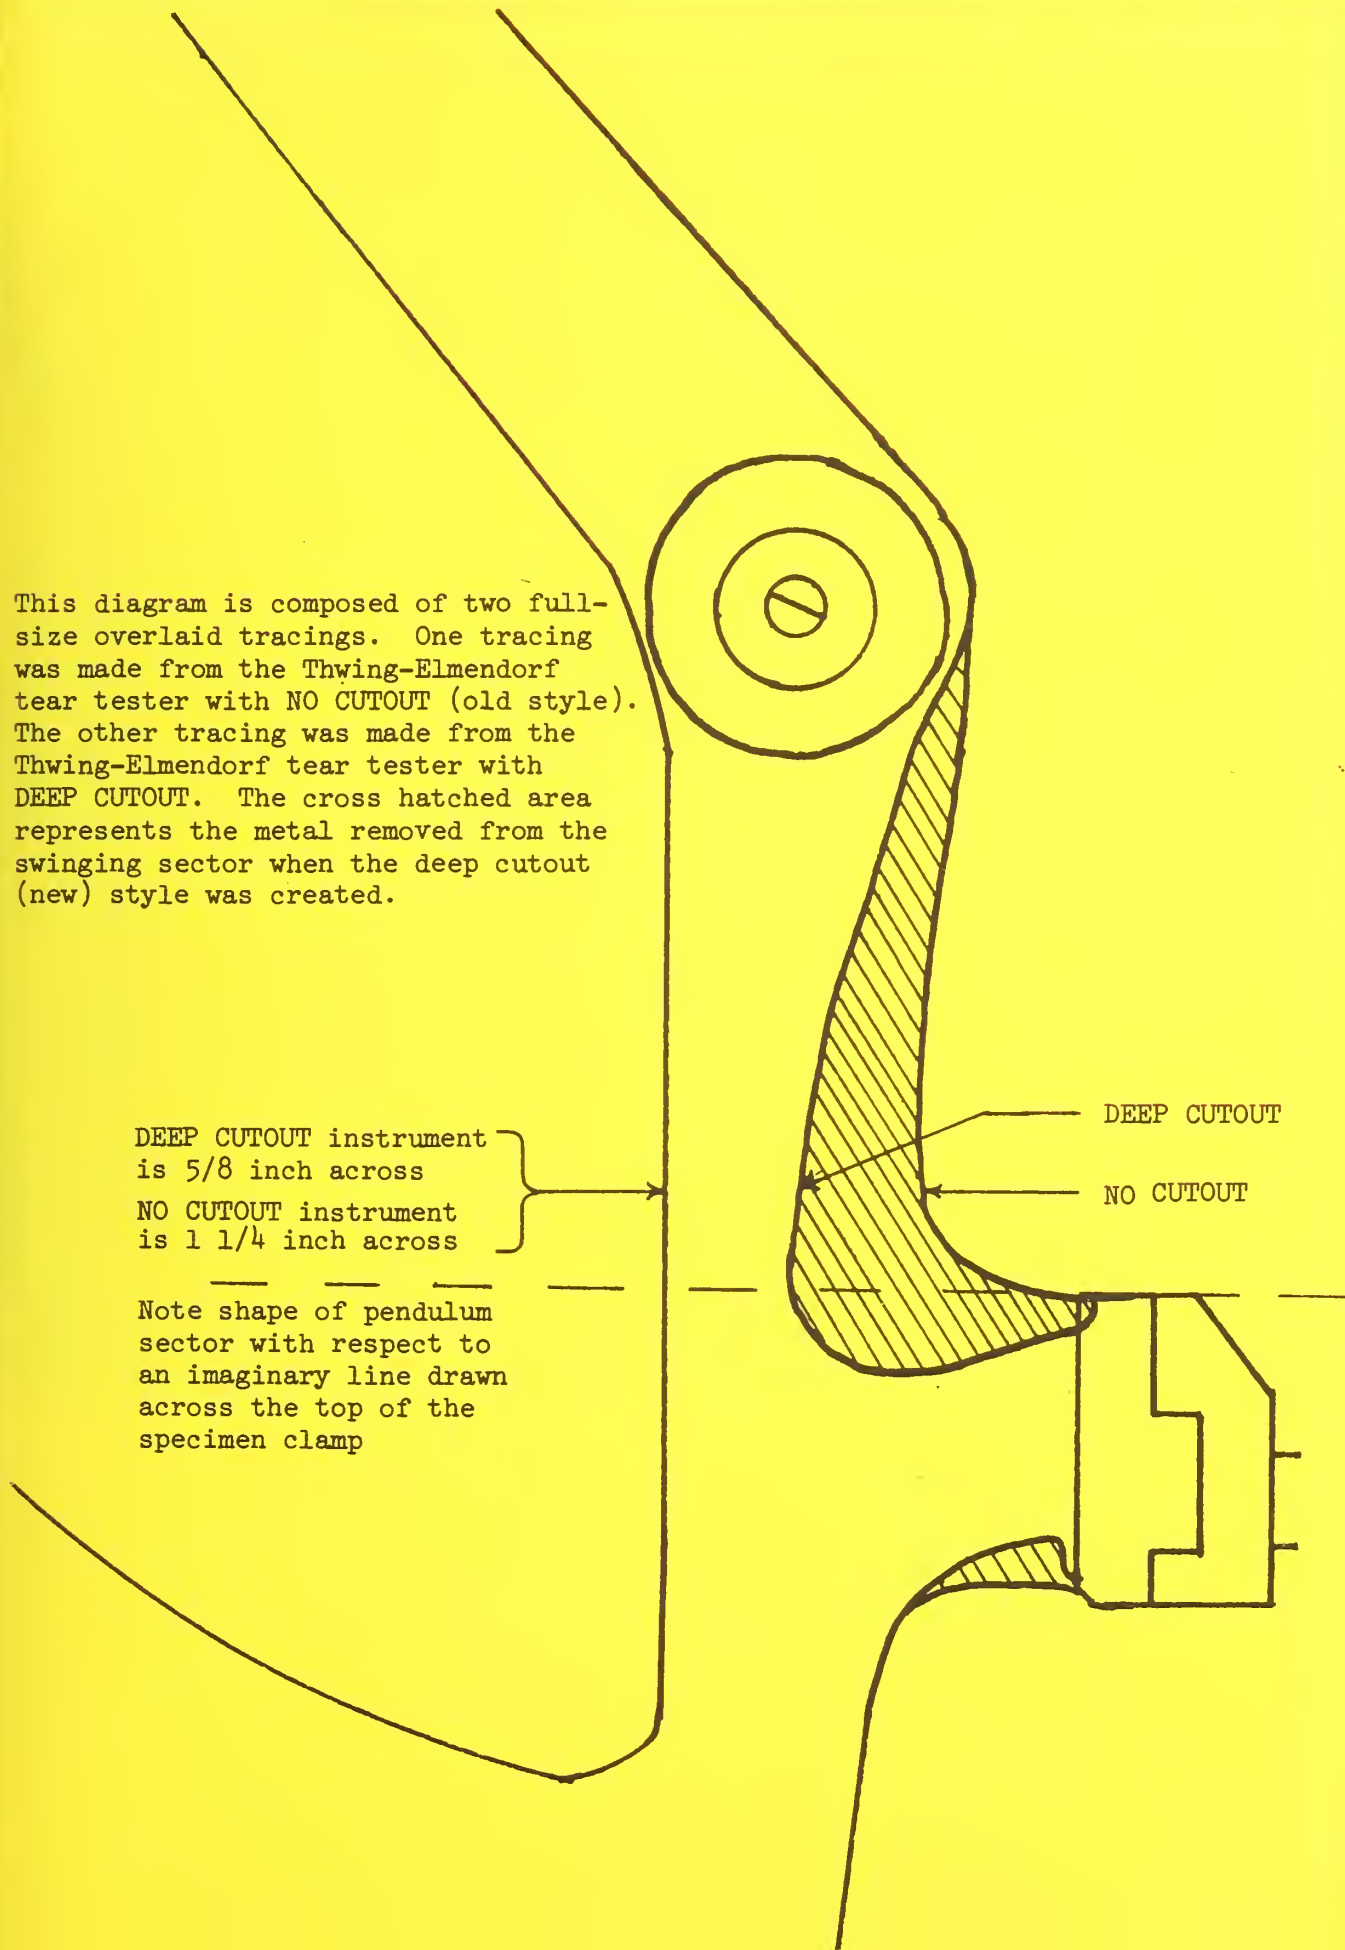 This diagram is composed of two full-
size overlaid tracings. One tracing
was made from the Thwing-Elmendorf
tear tester with NO CUTOUT (old style).
The other tracing was made from the
Thwing-Elmendorf tear tester with
DEEP CUTOUT. The cross hatched area
represents the metal removed from the
swinging sector when the deep cutout
(new) style was created.
DEEP CUTOUT
DEEP CUTOUT instrument
is 5/8 inch across
NO CUTOUT
NO CUTOUT instrument
is 1 1/4 inch across
Note shape of pendulum
sector with respect to
an imaginary line drawn
across the top of the
specimen clamp